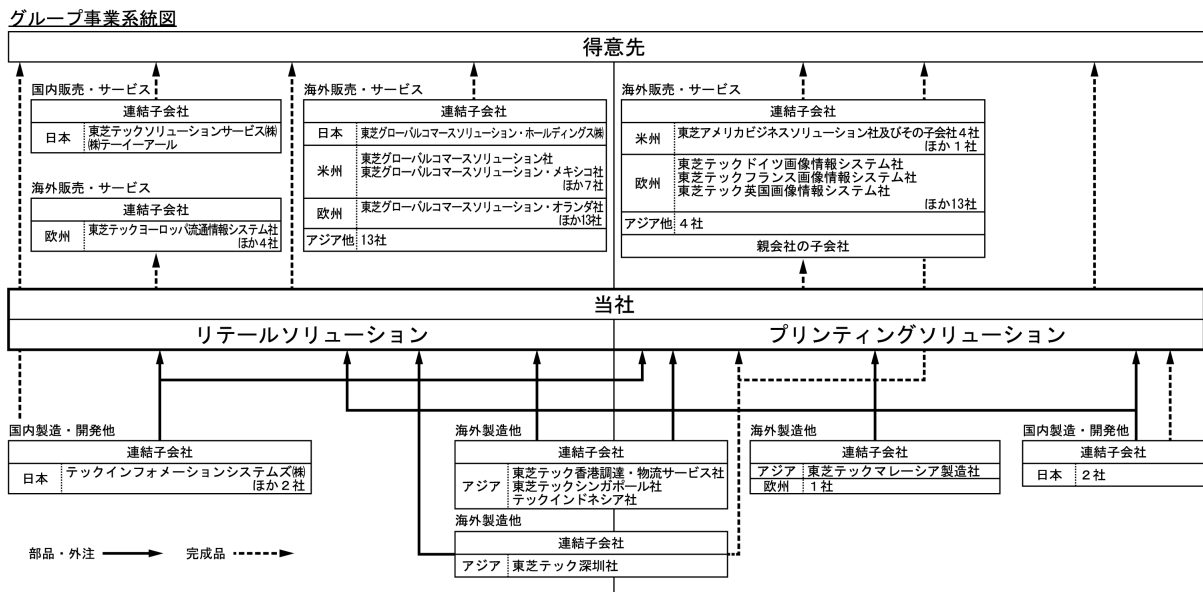 グループ事業系統図
得意先
国内販売・サービス
連結子会社
日本
東芝テックソリューションサービス㈱
㈱テーイーアール
海外販売・サービス
連結子会社
欧州
東芝テックヨーロッパ流通情報システム社
ほか4社
海外販売・サービス
連結子会社
日本
東芝グローバルコマースソリューション・ホールディングス㈱
米州
東芝グローバルコマースソリューション社
東芝グローバルコマースソリューション・メキシコ社
ほか7社
欧州
東芝グローバルコマースソリューション・オランダ社
ほか13社
アジア他
13社
海外販売・サービス
連結子会社
米州
東芝アメリカビジネスソリューション社及びその子会社4社
ほか1社
欧州
東芝テックドイツ画像情報システム社
東芝テックフランス画像情報システム社
東芝テック英国画像情報システム社
ほか13社
アジア他
4社
親会社の子会社
当社
リテールソリューション
プリンティングソリューション
国内製造・開発他
連結子会社
日本
テックインフォメーションシステムズ㈱
ほか2社
海外製造他
連結子会社
アジア
東芝テック香港調達・物流サービス社
東芝テックシンガポール社
テックインドネシア社
海外製造他
連結子会社
アジア
東芝テック深圳社
海外製造他
連結子会社
アジア
東芝テックマレーシア製造社
欧州
1社
国内製造・開発他
連結子会社
日本
2社
部品・外注
完成品